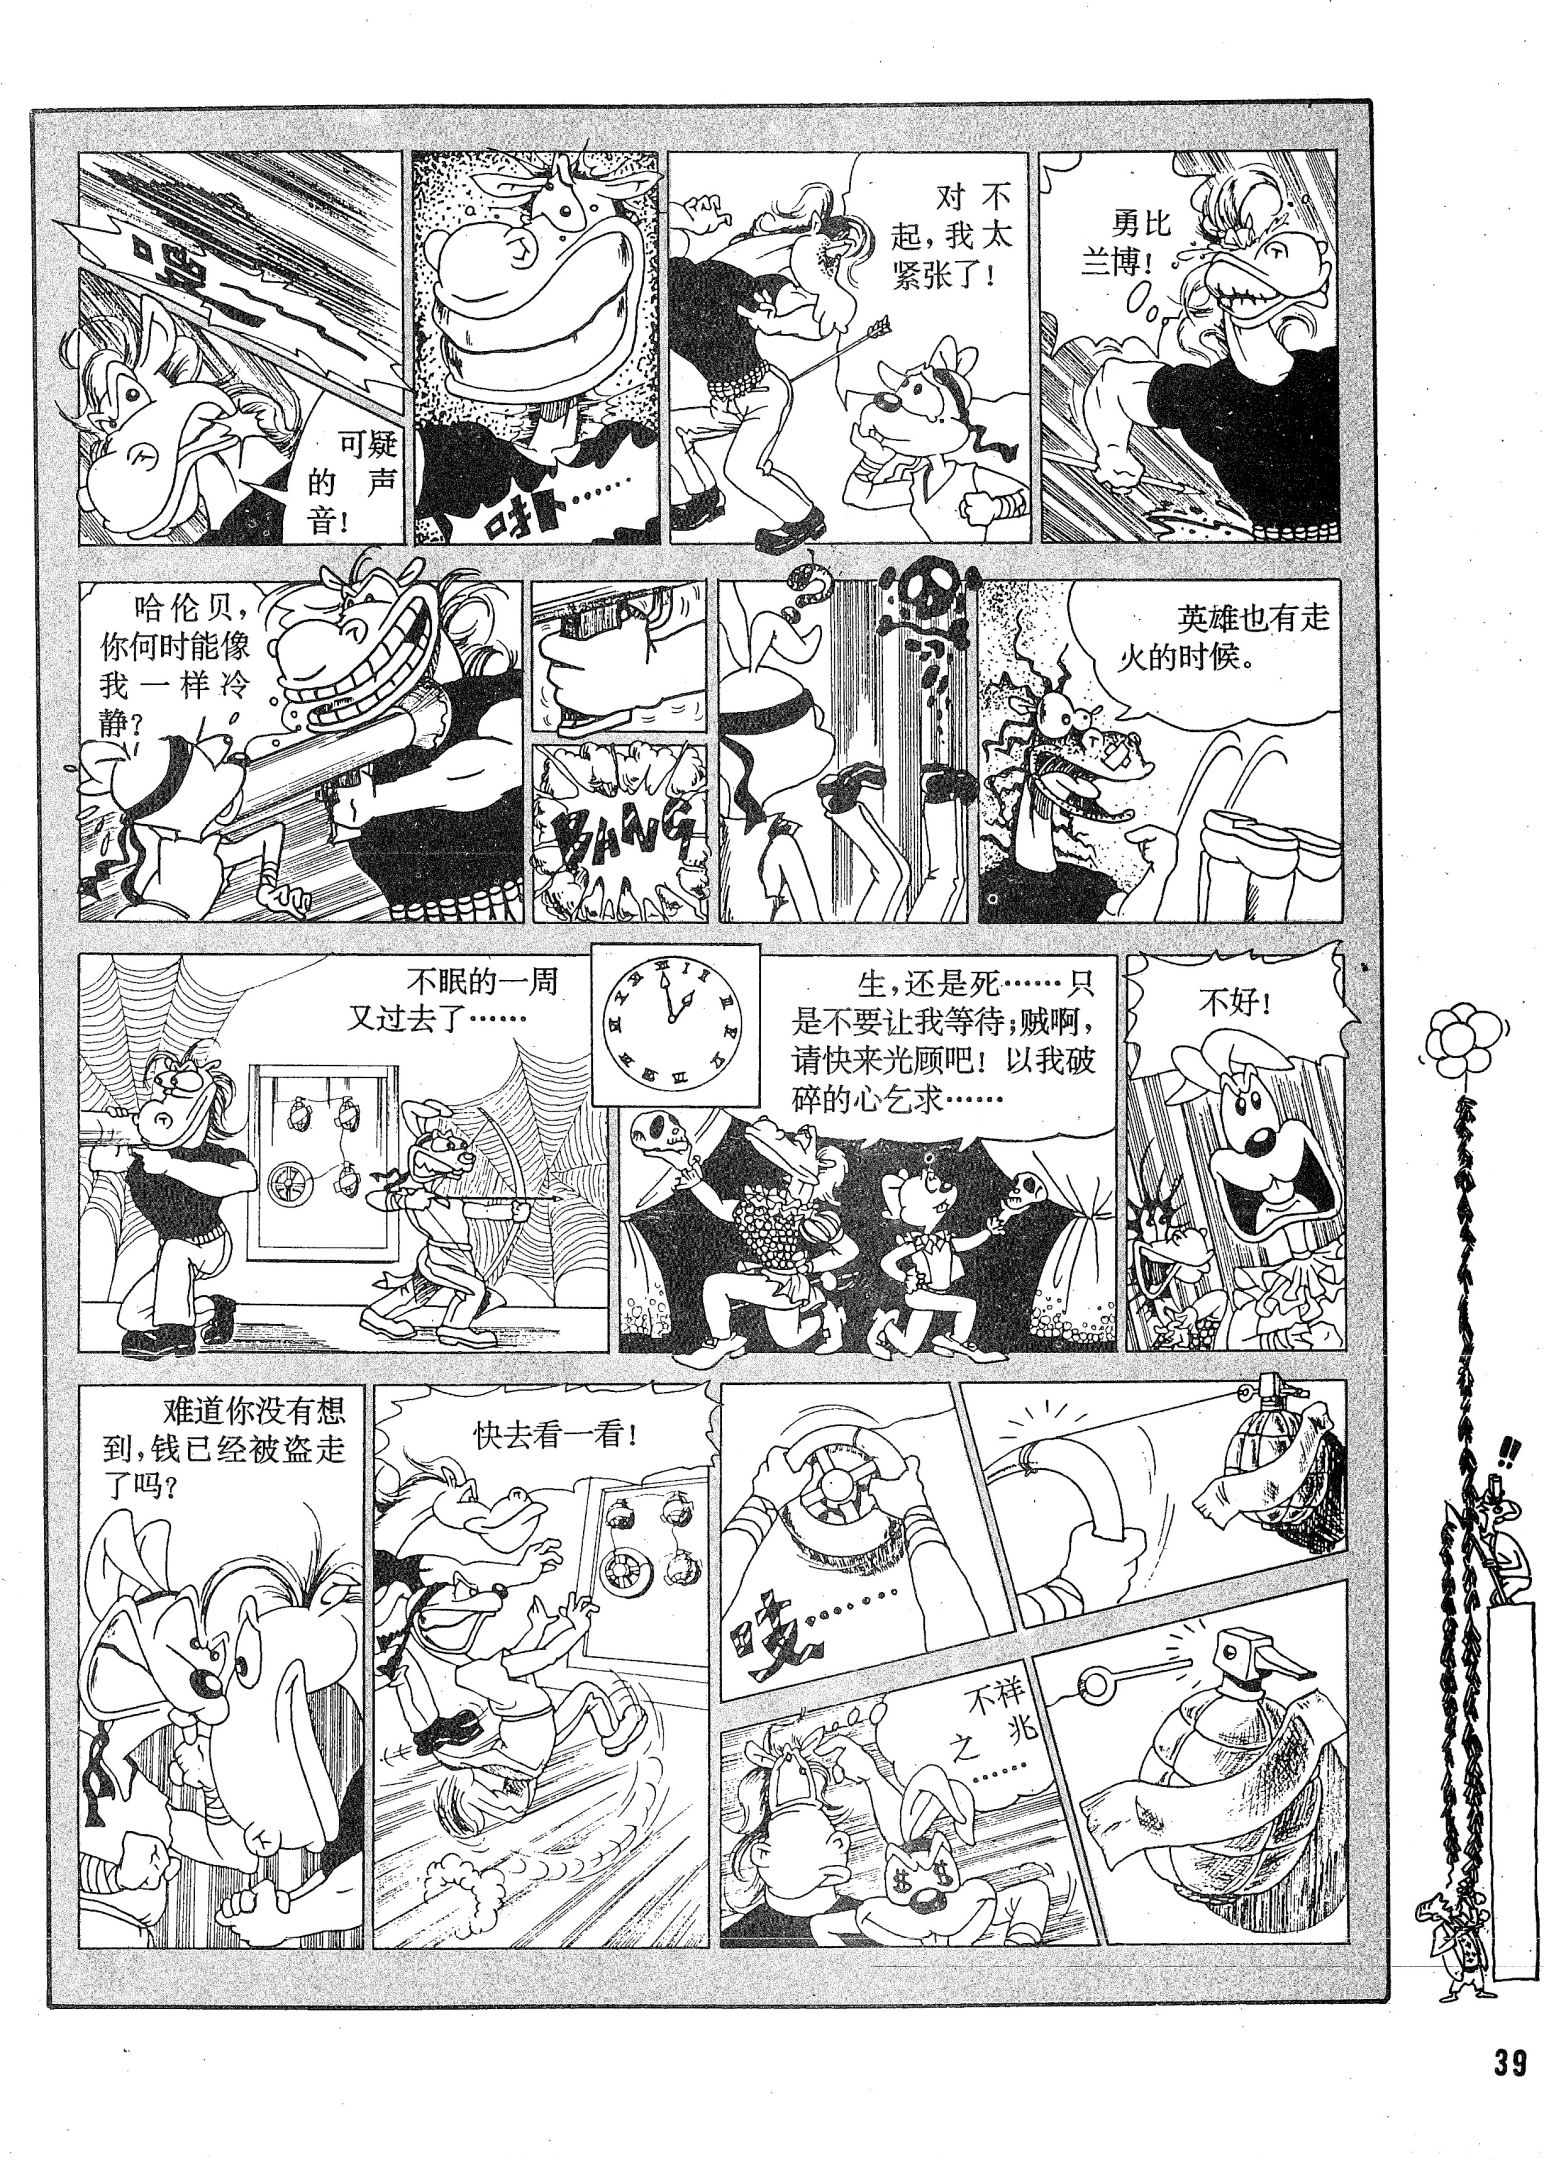 嘿
可疑
的声
音！
哧……
对不
起，我太
紧张了！
勇比
兰博！
哈伦贝，
你何时能像
我一样冷
静？
BANG
英雄也有走
火的时候。
不眠的一周
又过去了……
生，还是死……只
是不要让我等待；贼啊，
请快来光顾吧！以我破
碎的心乞求……
不好！
难道你没有想
到，钱已经被盗走
了吗？
快去看一看！
吱……
不祥
之兆
……
$ $
!!
39